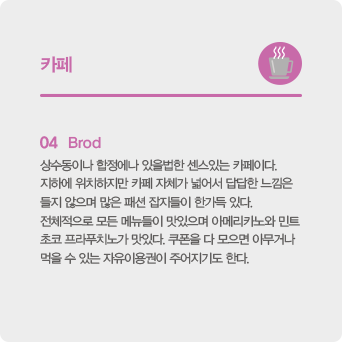 카페
04 Brod
상수동이나 합정에나 있을법한 센스있는 카페이다.
지하에 위치하지만 카페 자체가 넓어서 답답한 느낌은
들지 않으며 많은 패션 잡지들이 한가득 있다.
전체적으로 모든 메뉴들이 맛있으며 아메리카노와 민트
초코 프라푸치노가 맛있다. 쿠폰을 다 모으면 아무거나
먹을 수 있는 자유이용권이 주어지기도 한다.